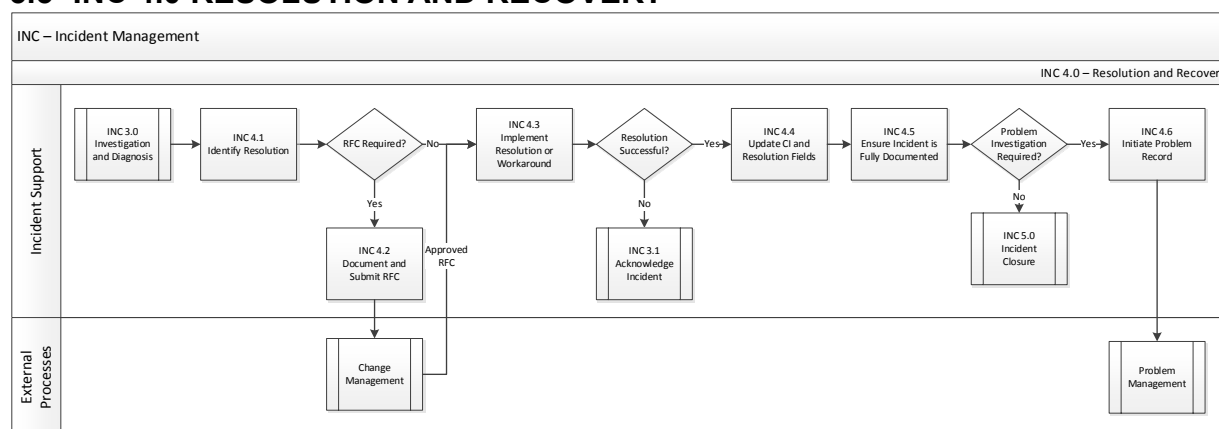 INC – Incident Management
INC 4.0 – Resolution and Recover
Incident Support
INC 3.0
Investigation
and Diagnosis
INC 4.1
Identify Resolution
RFC Required?
No
INC 4.3
Implement
Resolution or
Workaround
Resolution
Successful?
Yes
INC 4.4
Update CI and
Resolution Fields
INC 4.5
Ensure Incident is
Fully Documented
Problem
Investigation
Required?
Yes
INC 4.6
Initiate Problem
Record
Yes
No
No
INC 4.2
Document and
Submit RFC
Approved
RFC
INC 3.1
Acknowledge
Incident
INC 5.0
Incident
Closure
External
Processes
Change
Management
Problem
Management